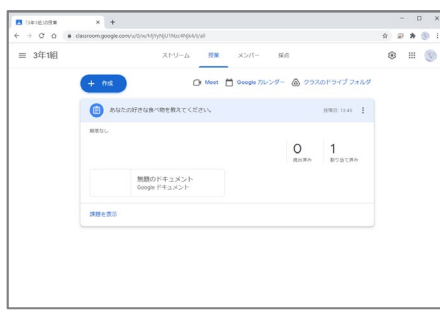 「3年1組」の授業
classroom.google.com
3年1組
ストリーム 授業 メンバー 採点
+ 作成
Meet Google カレンダー クラスのドライブ フォルダ
あなたの好きな食べ物を教えてください。
投稿日: 13:45
期限なし
0
提出済み
1
割り当て済み
無題のドキュメント
Google ドキュメント
課題を表示